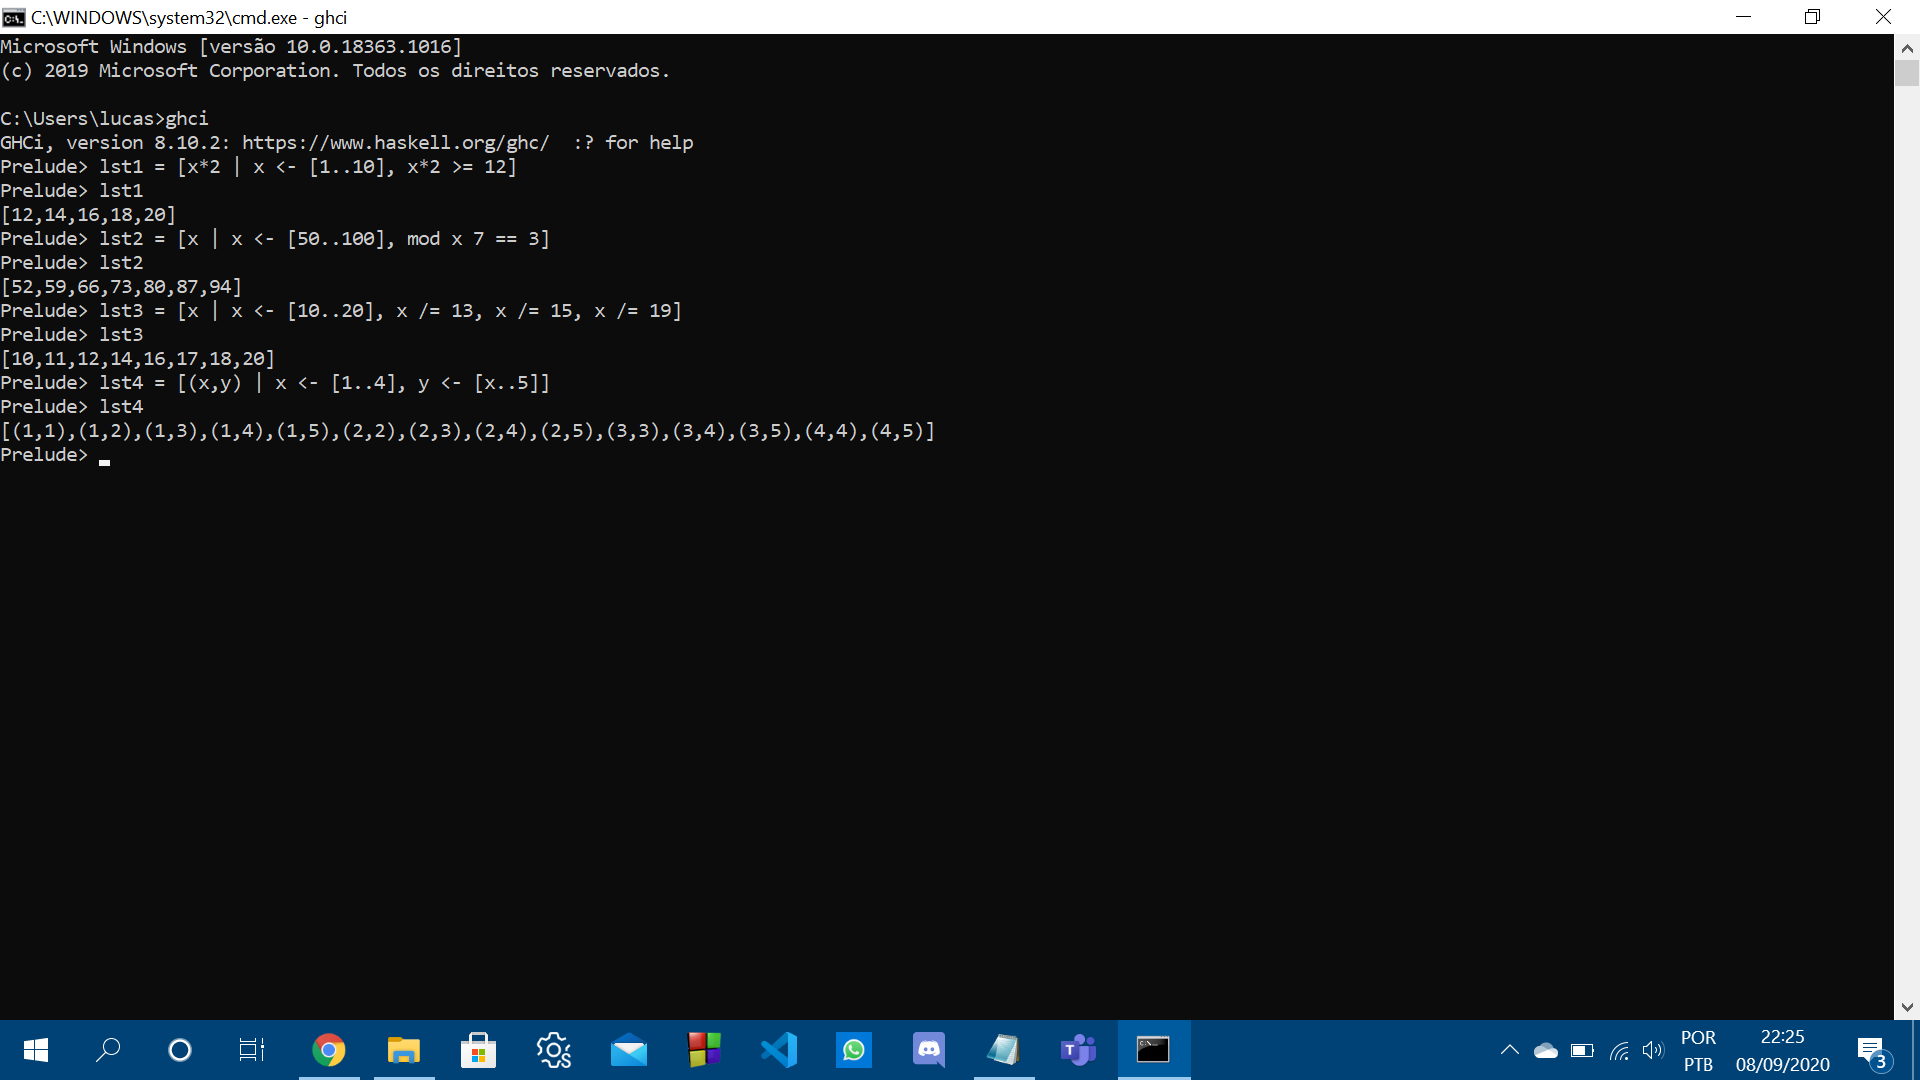 C:\WINDOWS\system32\cmd.exe - ghci
Microsoft Windows [versão 10.0.18363.1016]
(c) 2019 Microsoft Corporation. Todos os direitos reservados.
C:\Users\lucas>ghci
GHCi, version 8.10.2: https://www.haskell.org/ghc/  :? for help
Prelude> lst1 = [x*2 | x <- [1..10], x*2 >= 12]
Prelude> lst1
[12,14,16,18,20]
Prelude> lst2 = [x | x <- [50..100], mod x 7 == 3]
Prelude> lst2
[52,59,66,73,80,87,94]
Prelude> lst3 = [x | x <- [10..20], x /= 13, x /= 15, x /= 19]
Prelude> lst3
[10,11,12,14,16,17,18,20]
Prelude> lst4 = [(x,y) | x <- [1..4], y <- [x..5]]
Prelude> lst4
[(1,1),(1,2),(1,3),(1,4),(1,5),(2,2),(2,3),(2,4),(2,5),(3,3),(3,4),(3,5),(4,4),(4,5)]
Prelude>
POR
PTB
22:25
08/09/2020
3